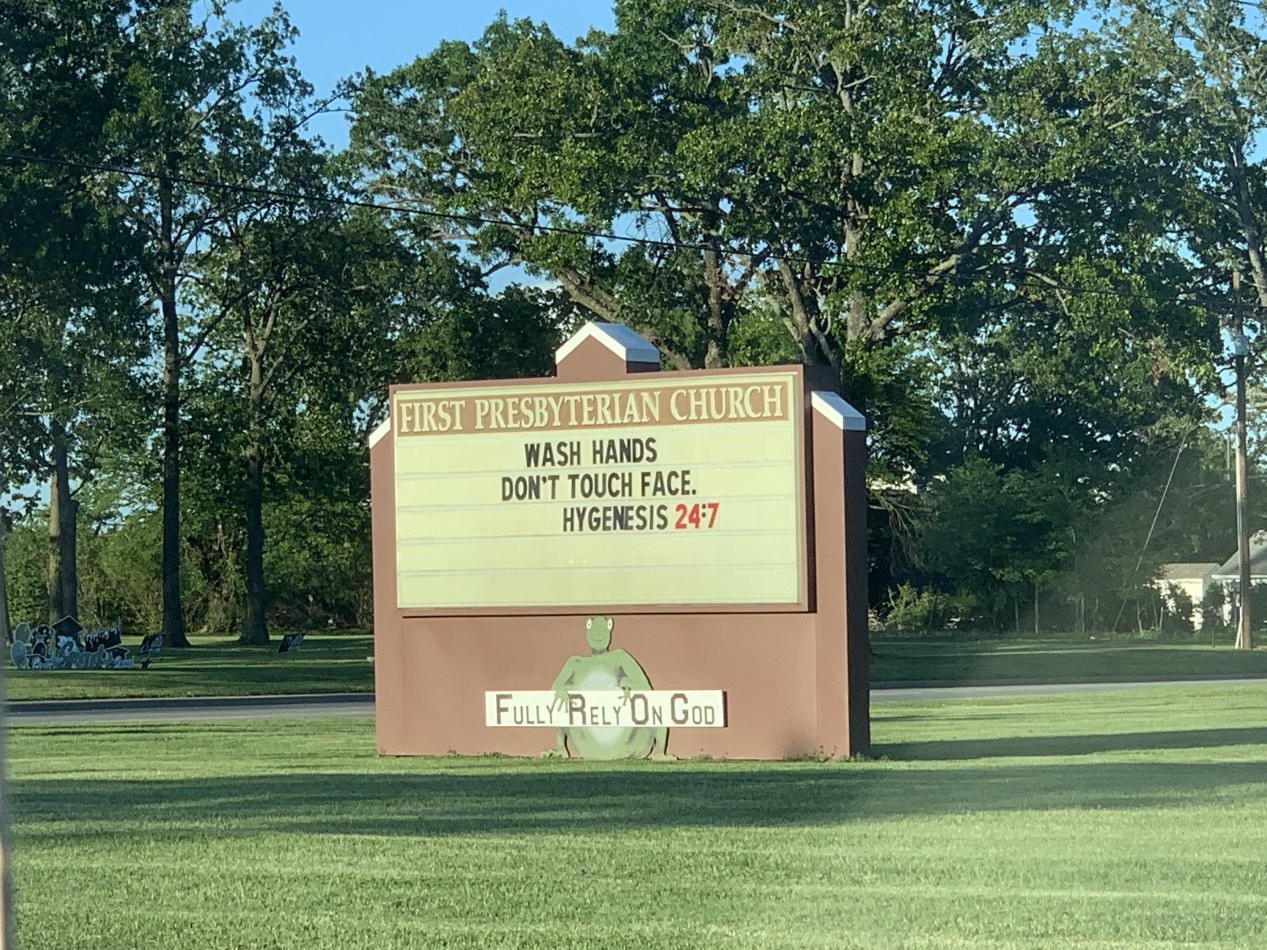 FIRST PRESBYTERIAN CHURCH
WASH HANDS
DON'T TOUCH FACE.
HYGENESIS 24:7
FULLY RELY ON GOD